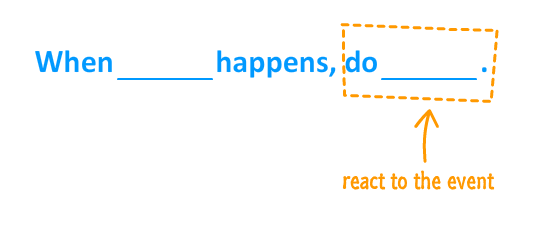 When ______ happens, do ______.
react to the event